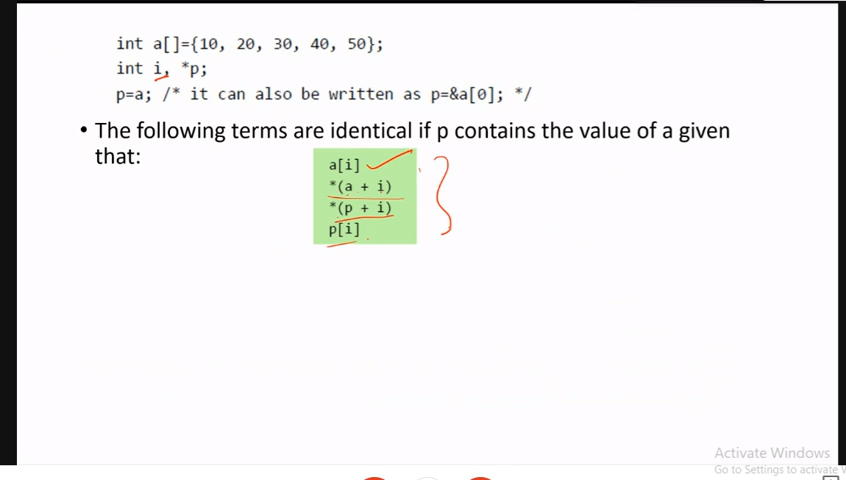 int a[]={10, 20, 30, 40, 50};
int i, *p;
p=a; /* it can also be written as p=&a[0]; */
• The following terms are identical if p contains the value of a given
that:
a[i]
*(a + i)
*(p + i)
p[i]
Activate Windows
Go to Settings to activate